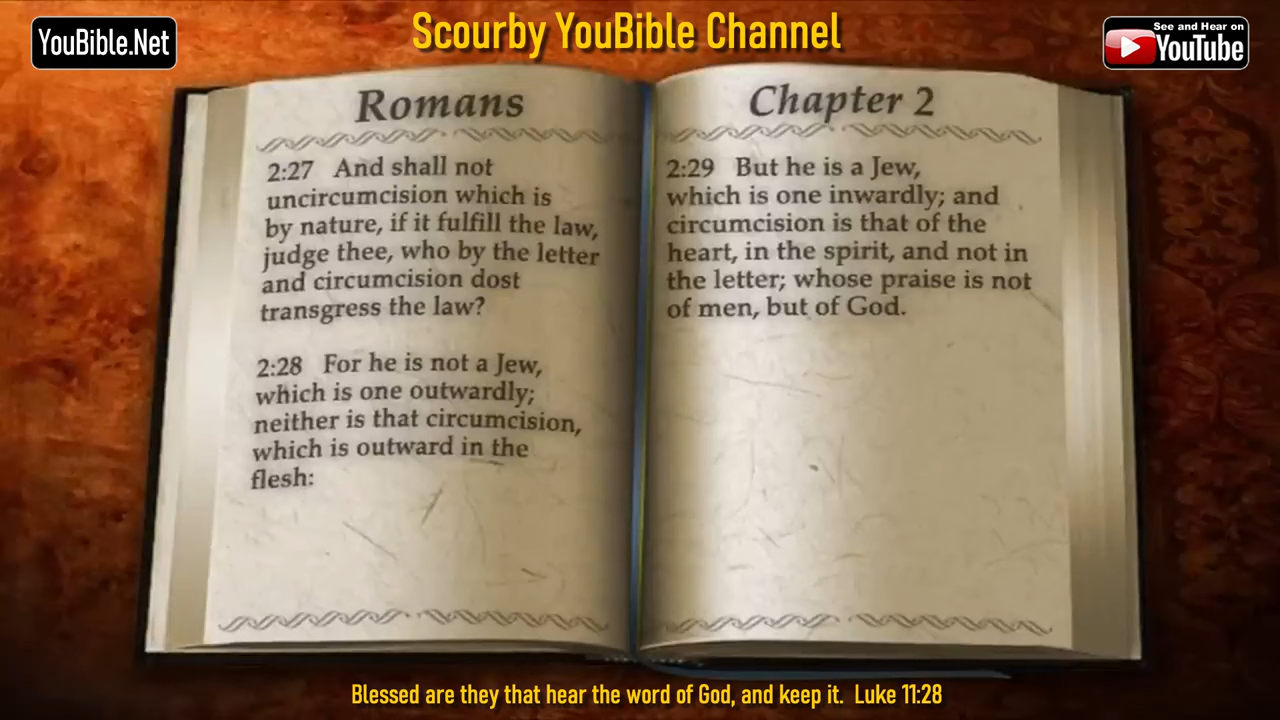 YouBible.Net
Scourby YouBible Channel
See and Hear on
YouTube
Romans
2:27 And shall not
uncircumcision which is
by nature, if it fulfill the law,
judge thee, who by the letter
and circumcision dost
transgress the law?
2:28 For he is not a Jew,
which is one outwardly;
neither is that circumcision,
which is outward in the
flesh:
Chapter 2
2:29 But he is a Jew,
which is one inwardly; and
circumcision is that of the
heart, in the spirit, and not in
the letter; whose praise is not
of men, but of God.
Blessed are they that hear the word of God, and keep it. Luke 11:28